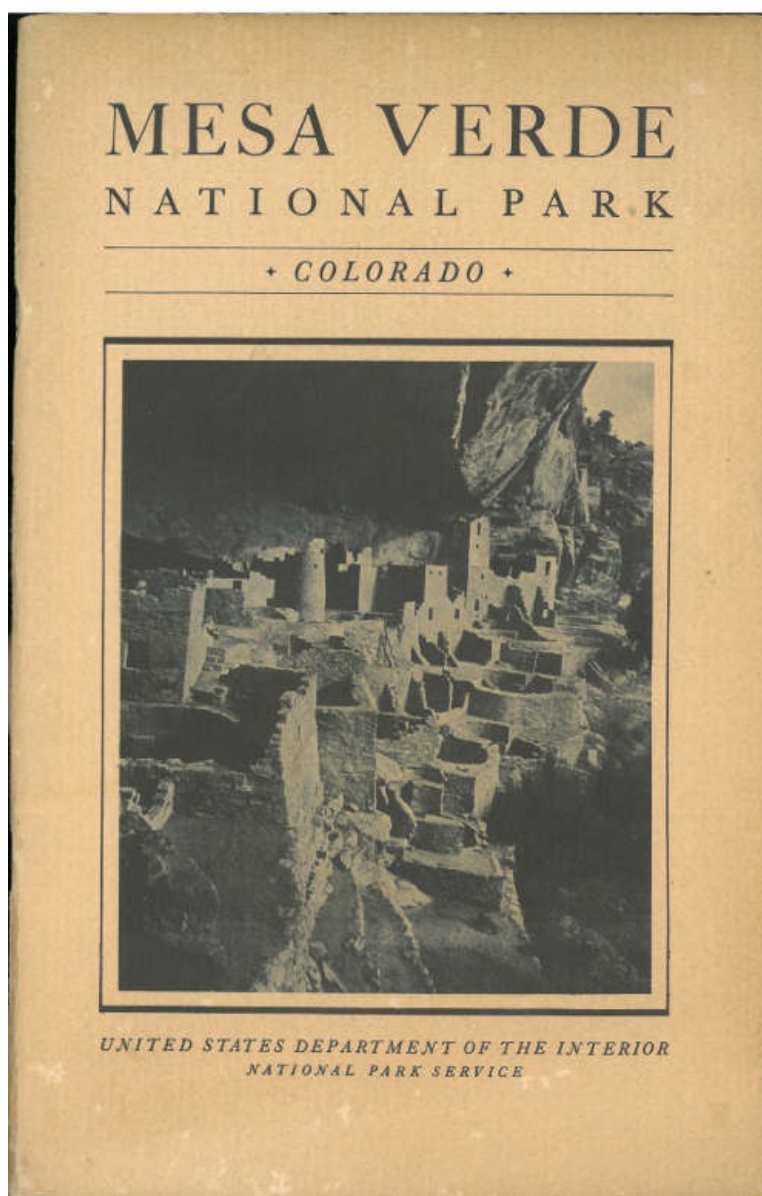 MESA VERDE
NATIONAL PARK
+ COLORADO +
UNITED STATES DEPARTMENT OF THE INTERIOR
NATIONAL PARK SERVICE